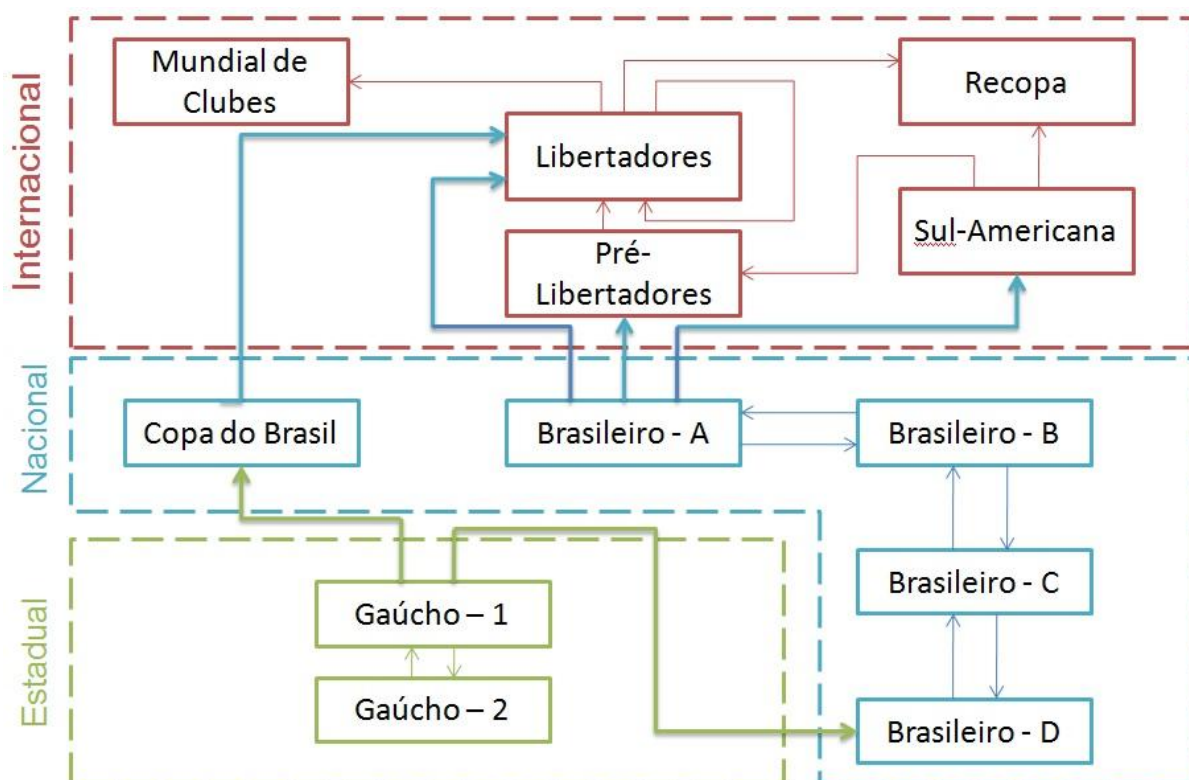 Internacional
Mundial de
Clubes
Recopa
Libertadores
Sul-Americana
Pré-
Libertadores
Nacional
Copa do Brasil
Brasileiro - A
Brasileiro - B
Brasileiro - C
Estadual
Gaúcho – 1
Gaúcho – 2
Brasileiro - D